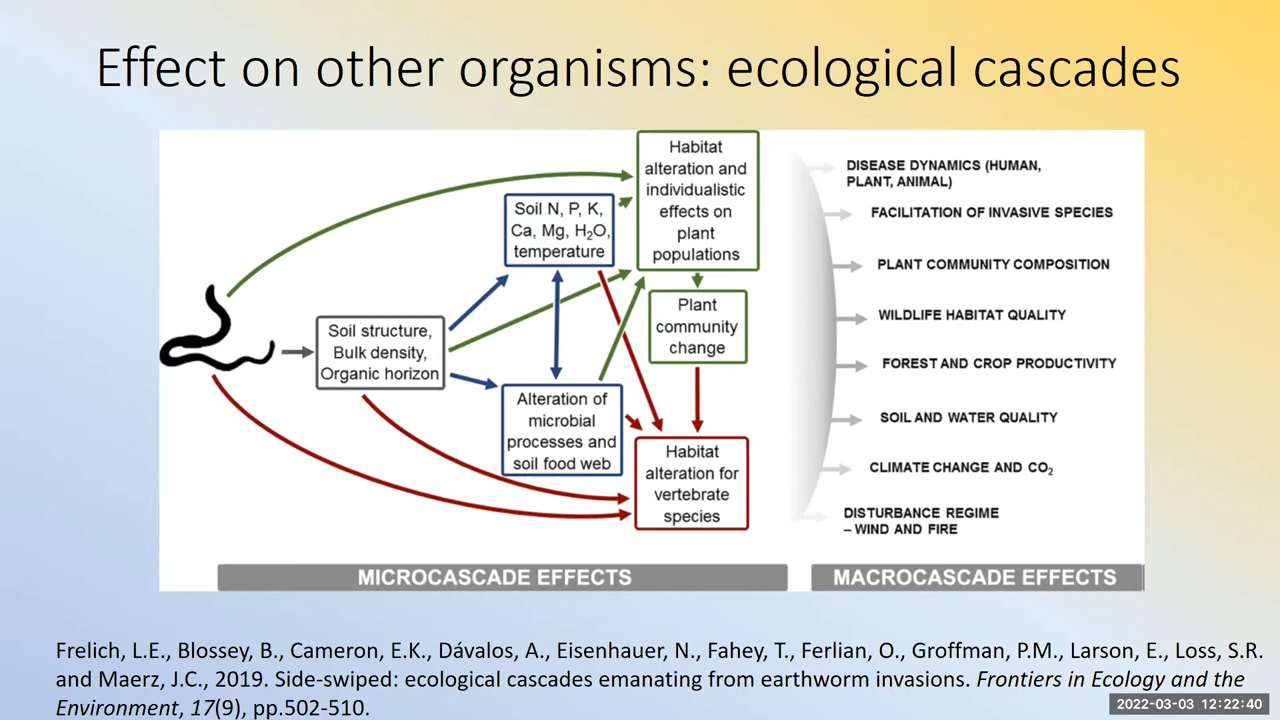 Effect on other organisms: ecological cascades
Habitat
alteration and
individualistic
effects on
plant
populations
Soil N, P, K,
Ca, Mg, H₂O,
temperature
Plant
community
change
Soil structure,
Bulk density,
Organic horizon
Alteration of
microbial
processes and
soil food web
Habitat
alteration for
vertebrate
species
MICROCASCADE EFFECTS
DISEASE DYNAMICS (HUMAN,
PLANT, ANIMAL)
FACILITATION OF INVASIVE SPECIES
PLANT COMMUNITY COMPOSITION
WILDLIFE HABITAT QUALITY
FOREST AND CROP PRODUCTIVITY
SOIL AND WATER QUALITY
CLIMATE CHANGE AND CO₂
DISTURBANCE REGIME
– WIND AND FIRE
MACROCASCADE EFFECTS
Frelich, L.E., Blossey, B., Cameron, E.K., Dávalos, A., Eisenhauer, N., Fahey, T., Ferlian, O., Groffman, P.M., Larson, E., Loss, S.R.
and Maerz, J.C., 2019. Side-swiped: ecological cascades emanating from earthworm invasions. Frontiers in Ecology and the
Environment, 17(9), pp.502-510.
2022-03-03 12:22:40